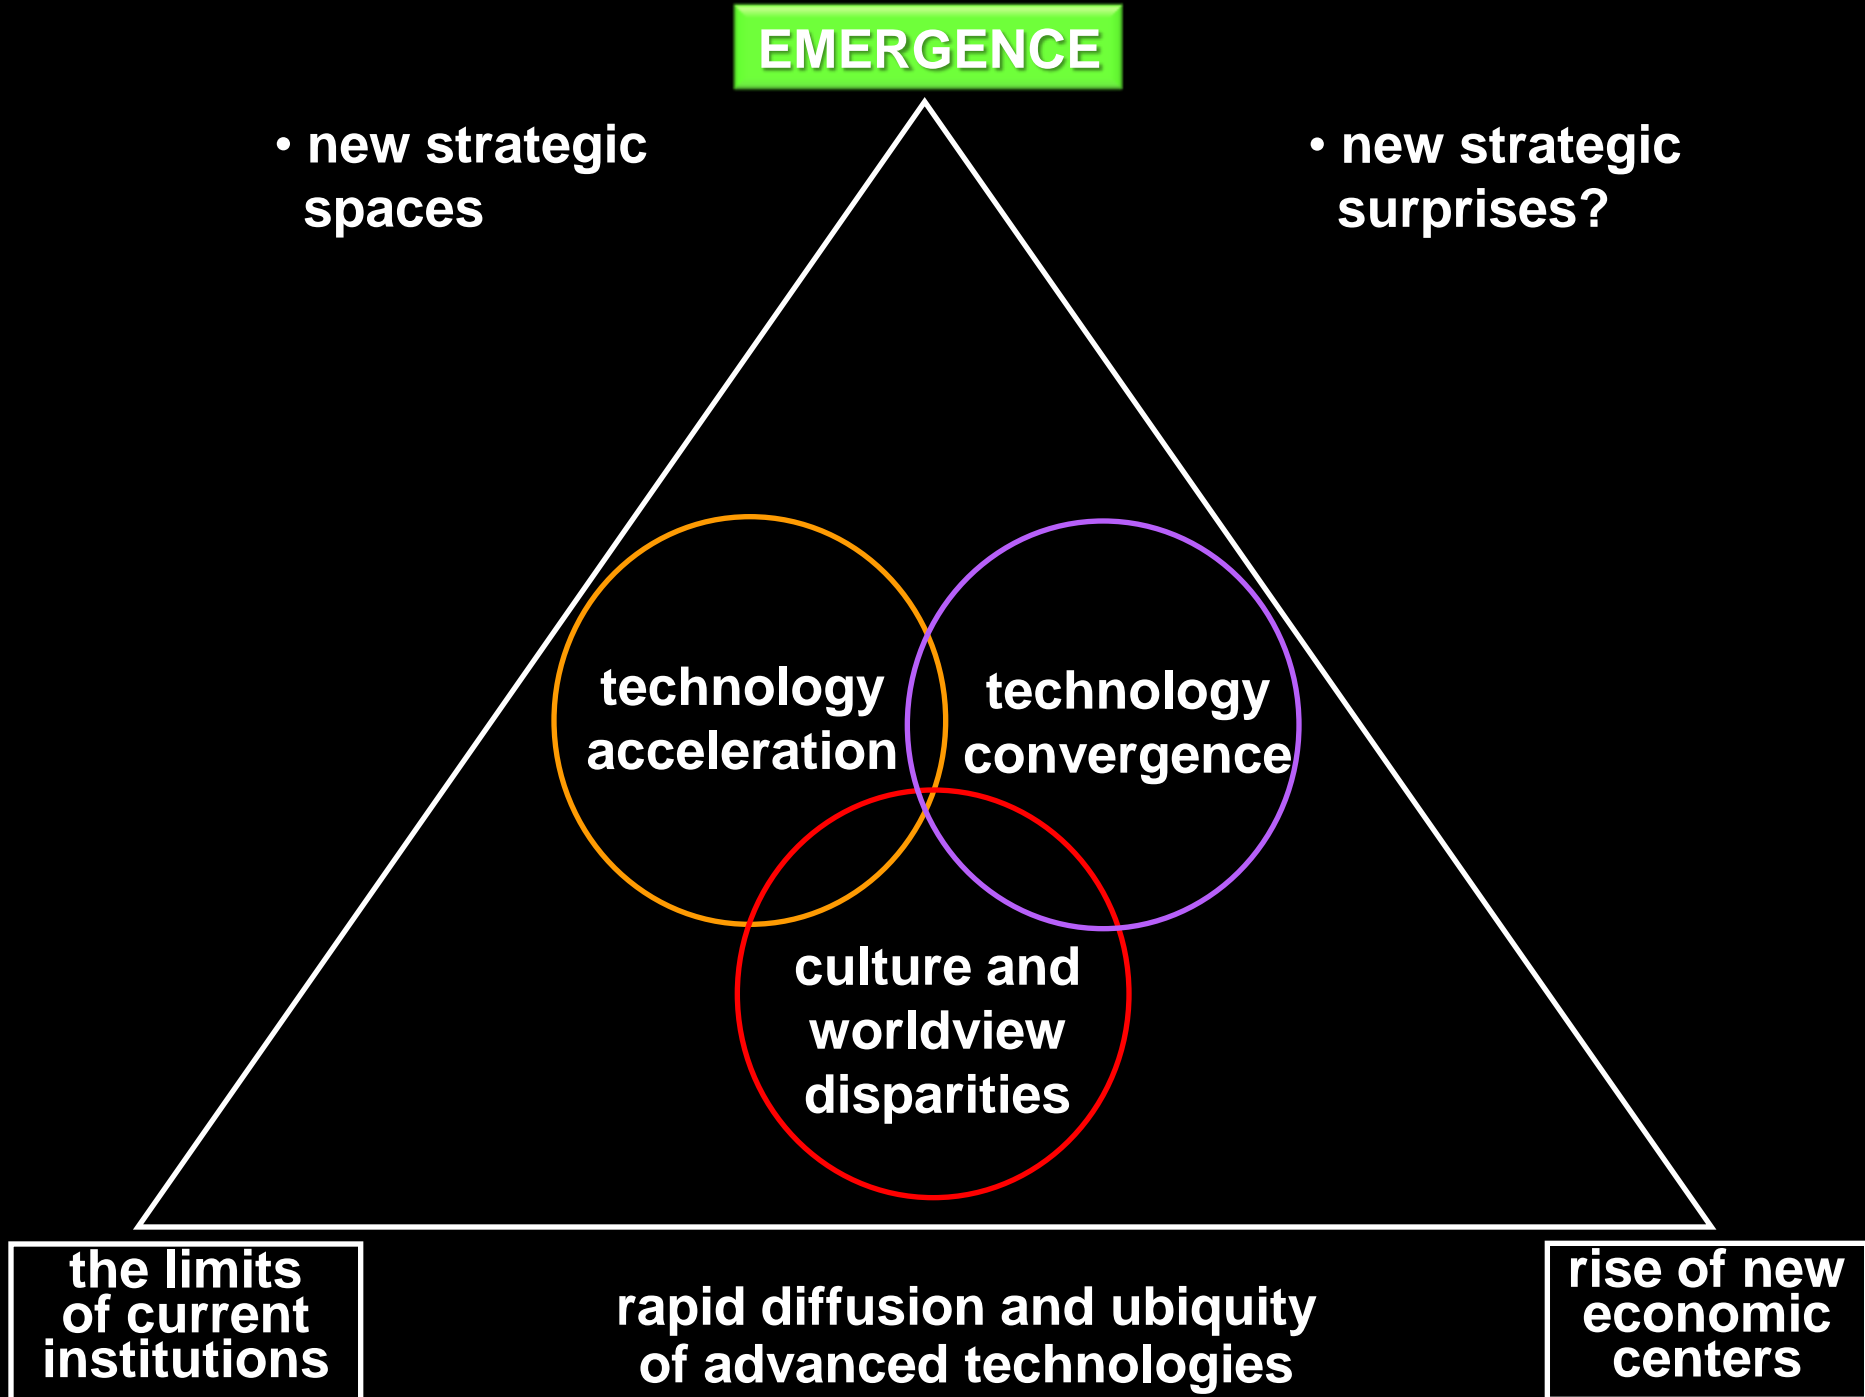 EMERGENCE
• new strategic
spaces
• new strategic
surprises?
technology
acceleration
technology
convergence
culture and
worldview
disparities
the limits
of current
institutions
rapid diffusion and ubiquity
of advanced technologies
rise of new
economic
centers